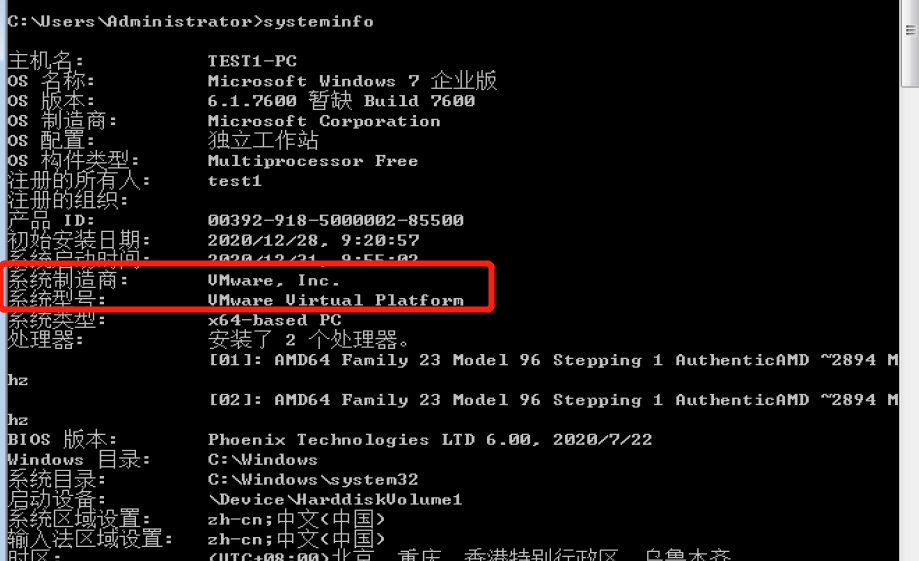 C:\Users\Administrator>systeminfo
主机名: TEST1-PC
OS 名称: Microsoft Windows 7 企业版
OS 版本: 6.1.7600 暂缺 Build 7600
OS 制造商: Microsoft Corporation
OS 配置: 独立工作站
OS 构件类型: Multiprocessor Free
注册的所有人: test1
注册的组织:
产品 ID: 00392-918-5000002-85500
初始安装日期: 2020/12/28, 9:20:57
系统启动时间: 2020/12/31, 9:55:02
系统制造商: VMware, Inc.
系统型号: VMware Virtual Platform
系统类型: x64-based PC
处理器: 安装了 2 个处理器。
[01]: AMD64 Family 23 Model 96 Stepping 1 AuthenticAMD ~2894 M
hz
[02]: AMD64 Family 23 Model 96 Stepping 1 AuthenticAMD ~2894 M
hz
BIOS 版本: Phoenix Technologies LTD 6.00, 2020/7/22
Windows 目录: C:\Windows
系统目录: C:\Windows\system32
启动设备: \Device\HarddiskVolume1
系统区域设置: zh-cn;中文(中国)
输入法区域设置: zh-cn;中文(中国)
时区: (UTC+08:00)北京，重庆，香港特别行政区，乌鲁木齐